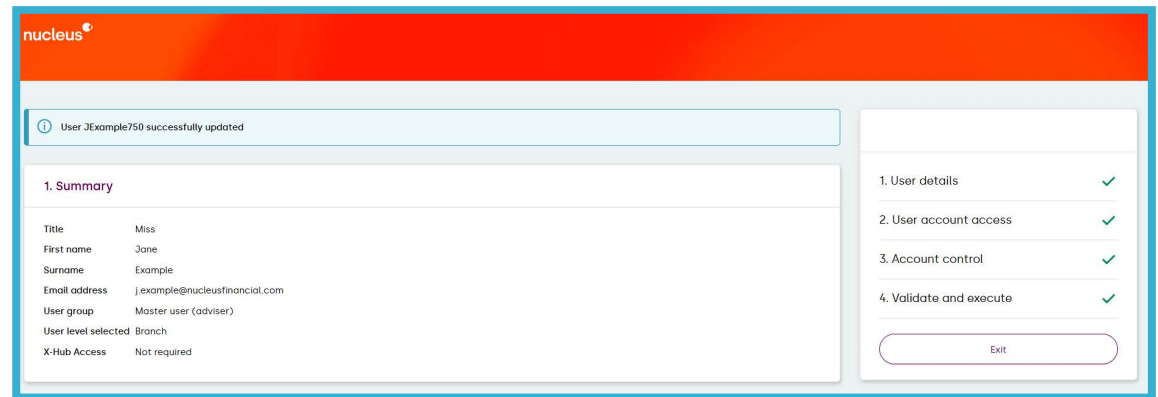 nucleus
User JExample750 successfully updated
1. Summary
Title Miss
First name Jane
Surname Example
Email address j.example@nucleusfinancial.com
User group Master user (adviser)
User level selected Branch
X-Hub Access Not required
1. User details
2. User account access
3. Account control
4. Validate and execute
Exit